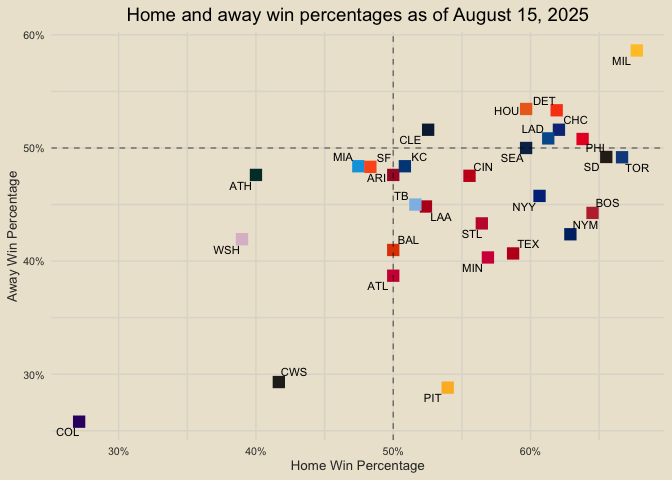 Home and away win percentages as of August 15, 2025
60%
MIL
HOU
DET
CLE
LAD
CHC
50%
SEA
PHI
SD
TOR
MIA
SF
KC
ARI
CIN
ATH
TB
LAA
NYY
BOS
STL
NYM
WSH
BAL
TEX
MIN
40%
ATL
30%
CWS
PIT
COL
30%
40%
50%
60%
Home Win Percentage
Away Win Percentage